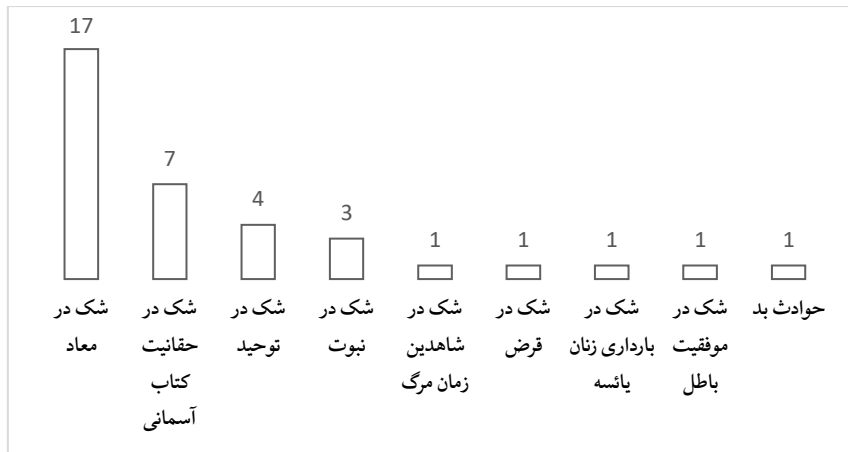 17
7
4
3
1
1
1
1
1
شک در
معاد
شک در
حقانیت
کتاب
آسمانی
شک در
توحید
شک در
نبوت
شک در
شاهدین
زمان مرگ
شک در
قرض
شک در
بارداری زنان
یائسه
شک در
موفقیت
باطل
حوادث بد